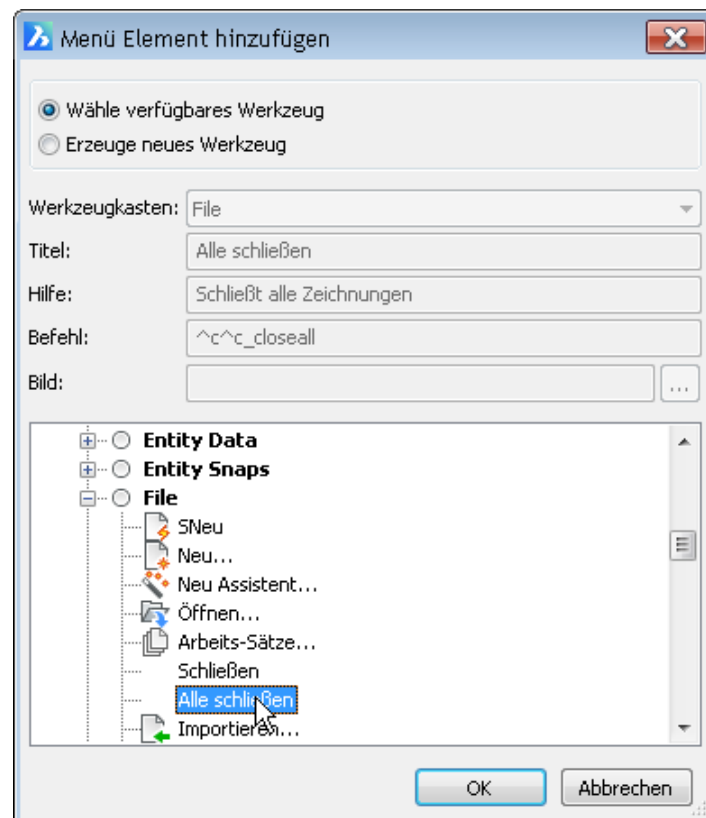 Menü Element hinzufügen
Wähle verfügbares Werkzeug
Erzeuge neues Werkzeug
Werkzeugkasten: File
Titel: Alle schließen
Hilfe: Schließt alle Zeichnungen
Befehl: ^c^c_closeall
Bild: ...
Entity Data
Entity Snaps
File
SNeu
Neu...
Neu Assistent...
Öffnen...
Arbeits-Sätze...
Schließen
Alle schließen
Importieren...
OK Abbrechen